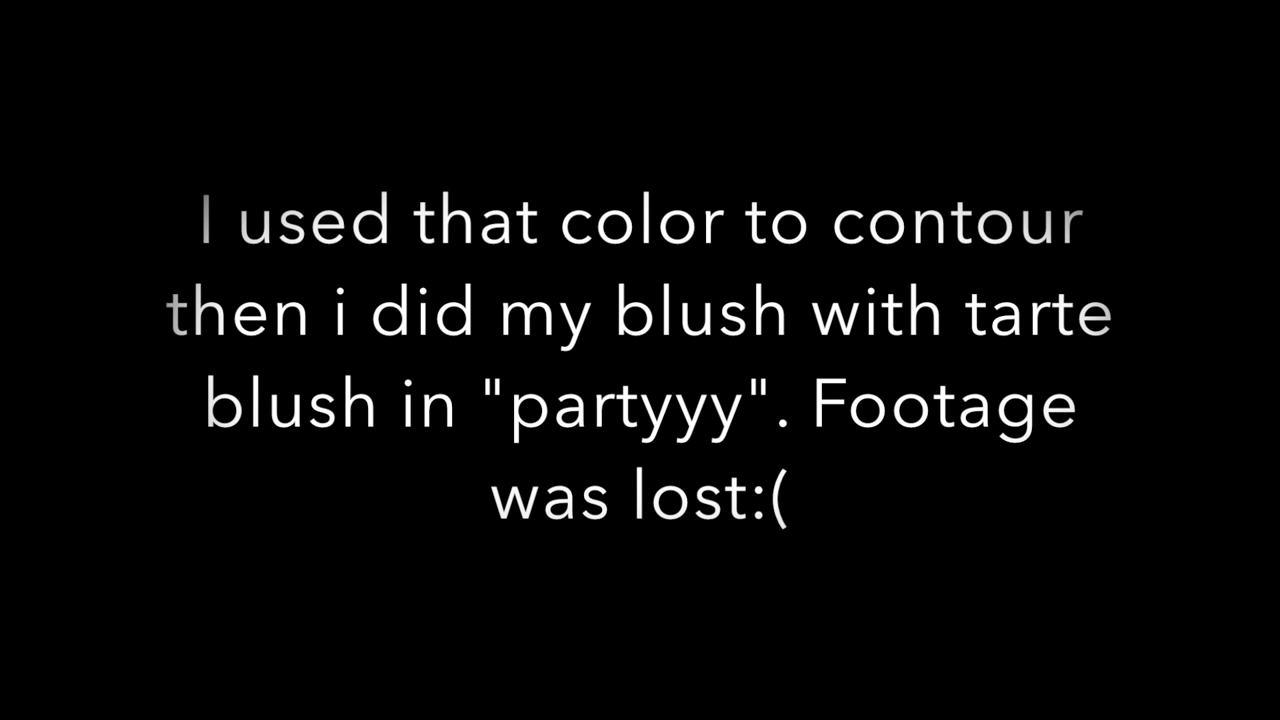 I used that color to contour
then i did my blush with tarte
blush in "partyyy". Footage
was lost:(